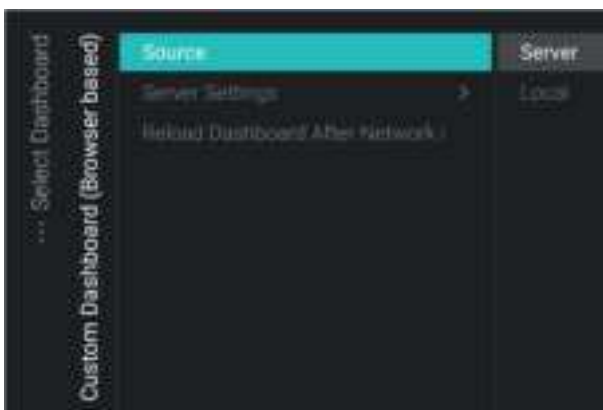 ... Select Dashboard
Custom Dashboard (Browser based)
Source
Server Settings
Reload Dashboard After Network
Server
Local